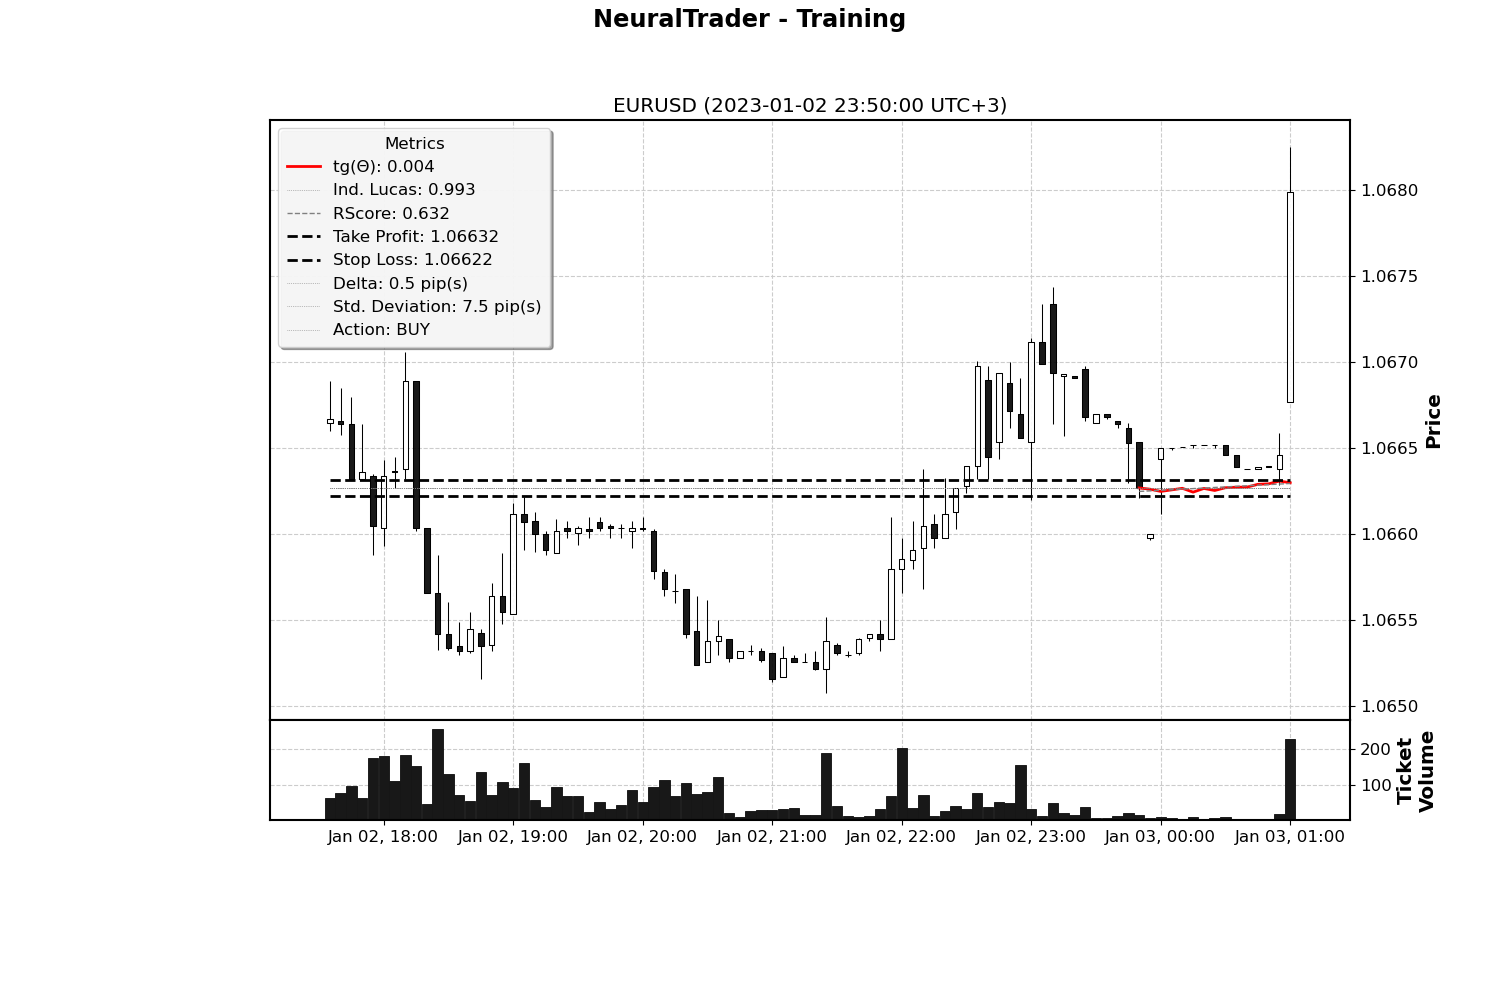 NeuralTrader - Training
EURUSD (2023-01-02 23:50:00 UTC+3)
Metrics
tg(Θ): 0.004
Ind. Lucas: 0.993
RScore: 0.632
Take Profit: 1.06632
Stop Loss: 1.06622
Delta: 0.5 pip(s)
Std. Deviation: 7.5 pip(s)
Action: BUY
1.0680
1.0675
1.0670
1.0665
1.0660
1.0655
1.0650
Price
200
100
Ticket
Volume
Jan 02, 18:00 Jan 02, 19:00 Jan 02, 20:00 Jan 02, 21:00 Jan 02, 22:00 Jan 02, 23:00 Jan 03, 00:00 Jan 03, 01:00